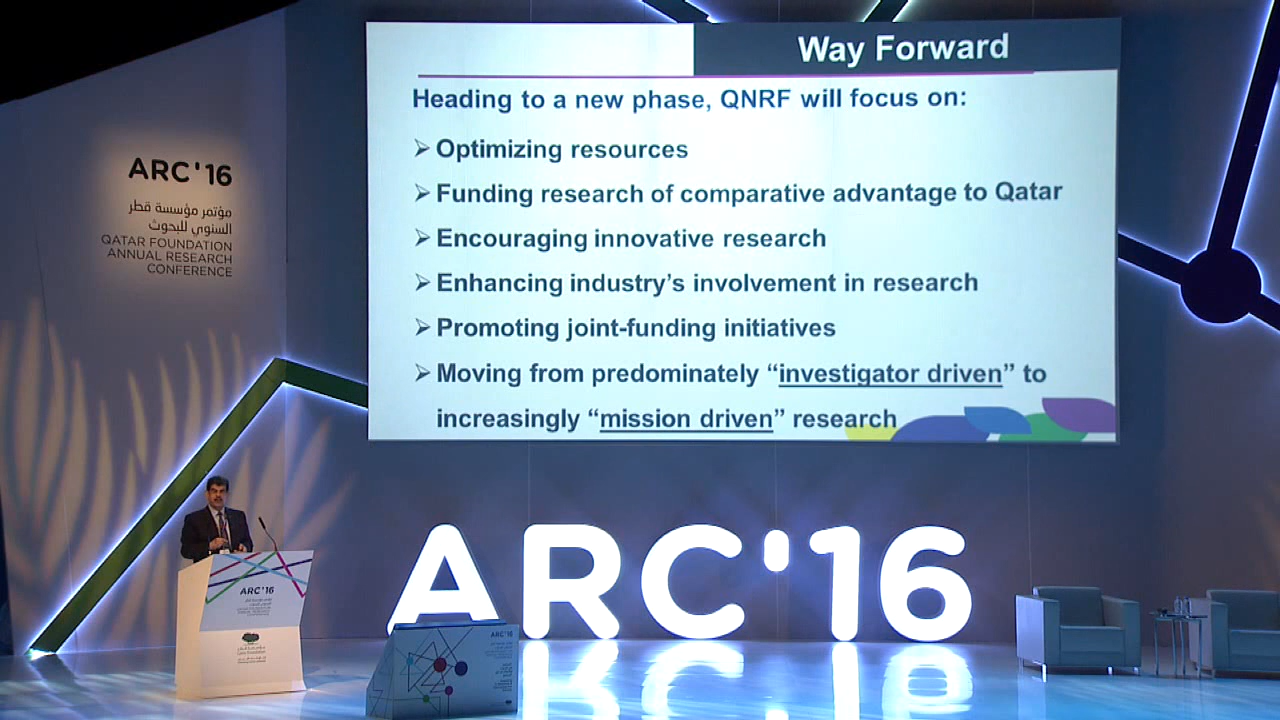 Way Forward
Heading to a new phase, QNRF will focus on:
➢ Optimizing resources
➢ Funding research of comparative advantage to Qatar
➢ Encouraging innovative research
➢ Enhancing industry’s involvement in research
➢ Promoting joint-funding initiatives
➢ Moving from predominately “investigator driven” to
increasingly “mission driven” research
ARC'16
مؤتمر مؤسسة قطر
السنوي للبحوث
QATAR FOUNDATION
ANNUAL RESEARCH
CONFERENCE
ARC'16
ARC'16
ARC'16